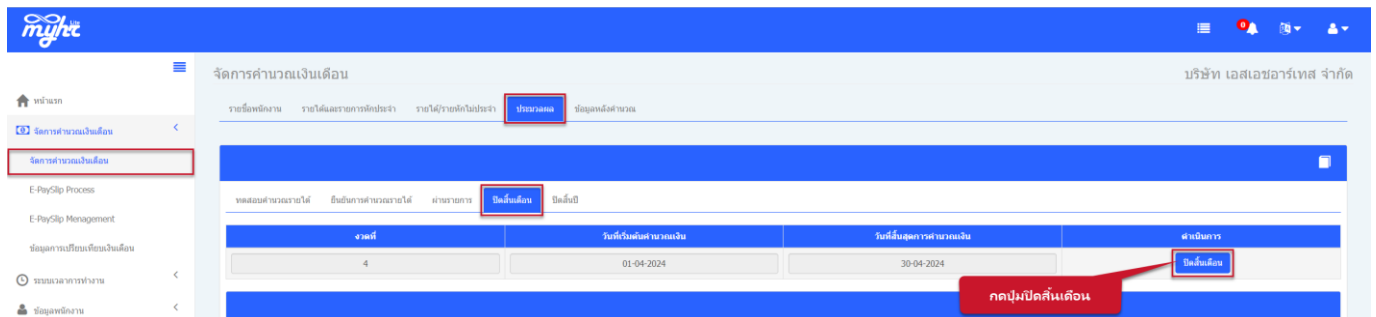 myhr lite
0
จัดการคำนวณเงินเดือน
บริษัท เอสเอชอาร์เทส จำกัด
หน้าแรก
จัดการคำนวณเงินเดือน
จัดการคำนวณเงินเดือน
E-PaySlip Process
E-PaySlip Menagement
ข้อมูลการเปรียบเทียบเงินเดือน
ระบบเวลาการทำงาน
ข้อมูลพนักงาน
รายชื่อพนักงาน รายได้และรายการหักประจำ รายได้/รายหักไม่ประจำ ประมวลผล ข้อมูลหลังคำนวณ
ทดสอบคำนวณรายได้ ยืนยันการคำนวณรายได้ ผ่านรายการ ปิดสิ้นเดือน ปิดสิ้นปี
งวดที่ วันที่เริ่มต้นคำนวณเงิน วันที่สิ้นสุดการคำนวณเงิน ดำเนินการ
4 01-04-2024 30-04-2024 ปิดสิ้นเดือน
กดปุ่มปิดสิ้นเดือน